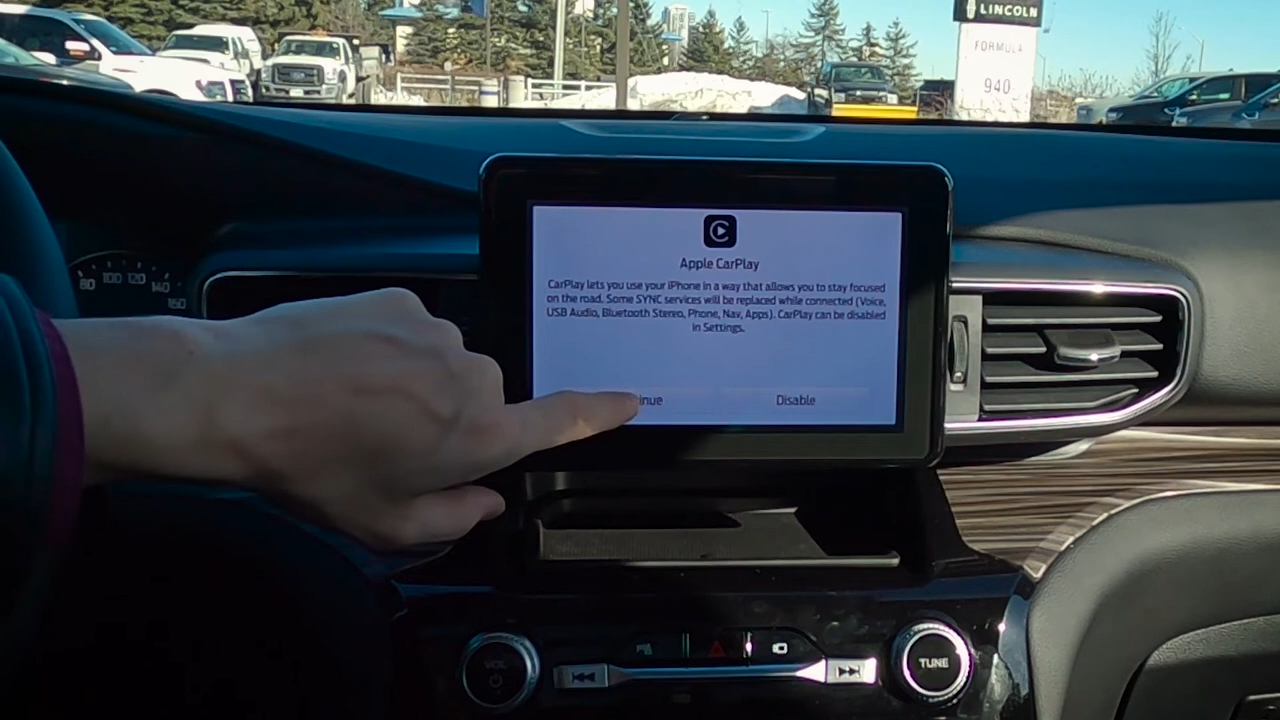 LINCOLN
FORMULA
940
80 100 120 140
160
Apple CarPlay
CarPlay lets you use your iPhone in a way that allows you to stay focused
on the road. Some SYNC services will be replaced while connected (Voice,
USB Audio, Bluetooth Stereo, Phone, Nav, Apps). CarPlay can be disabled
in Settings.
inue Disable
VOL
TUNE